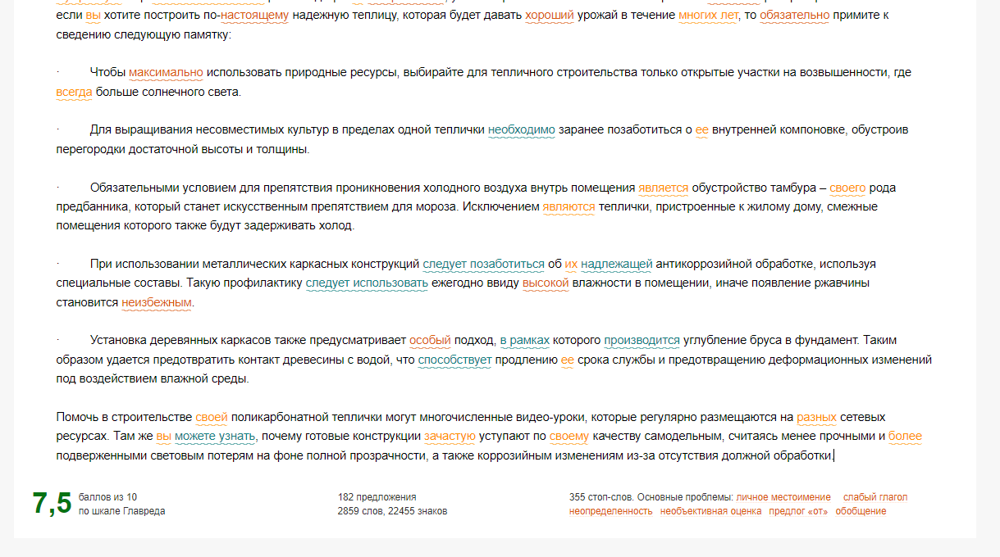 если вы хотите построить по-настоящему надежную теплицу, которая будет давать хороший урожай в течение многих лет, то обязательно примите к
сведению следующую памятку:
· Чтобы максимально использовать природные ресурсы, выбирайте для тепличного строительства только открытые участки на возвышенности, где
всегда больше солнечного света.
· Для выращивания несовместимых культур в пределах одной теплички необходимо заранее позаботиться о ее внутренней компоновке, обустроив
перегородки достаточной высоты и толщины.
· Обязательными условием для препятствия проникновения холодного воздуха внутрь помещения является обустройство тамбура – своего рода
предбанника, который станет искусственным препятствием для мороза. Исключением являются теплички, пристроенные к жилому дому, смежные
помещения которого также будут задерживать холод.
· При использовании металлических каркасных конструкций следует позаботиться об их надлежащей антикоррозийной обработке, используя
специальные составы. Такую профилактику следует использовать ежегодно ввиду высокой влажности в помещении, иначе появление ржавчины
становится неизбежным.
· Установка деревянных каркасов также предусматривает особый подход, в рамках которого производится углубление бруса в фундамент. Таким
образом удается предотвратить контакт древесины с водой, что способствует продлению ее срока службы и предотвращению деформационных изменений
под воздействием влажной среды.
Помочь в строительстве своей поликарбонатной теплички могут многочисленные видео-уроки, которые регулярно размещаются на разных сетевых
ресурсах. Там же вы можете узнать, почему готовые конструкции зачастую уступают по своему качеству самодельным, считаясь менее прочными и более
подверженными световым потерям на фоне полной прозрачности, а также коррозийным изменениям из-за отсутствия должной обработки.
7,5 баллов из 10 182 предложения 355 стоп-слов. Основные проблемы: личное местоимение слабый глагол
по шкале Главреда 2859 слов, 22455 знаков неопределенность необъективная оценка предлог «от» обобщение